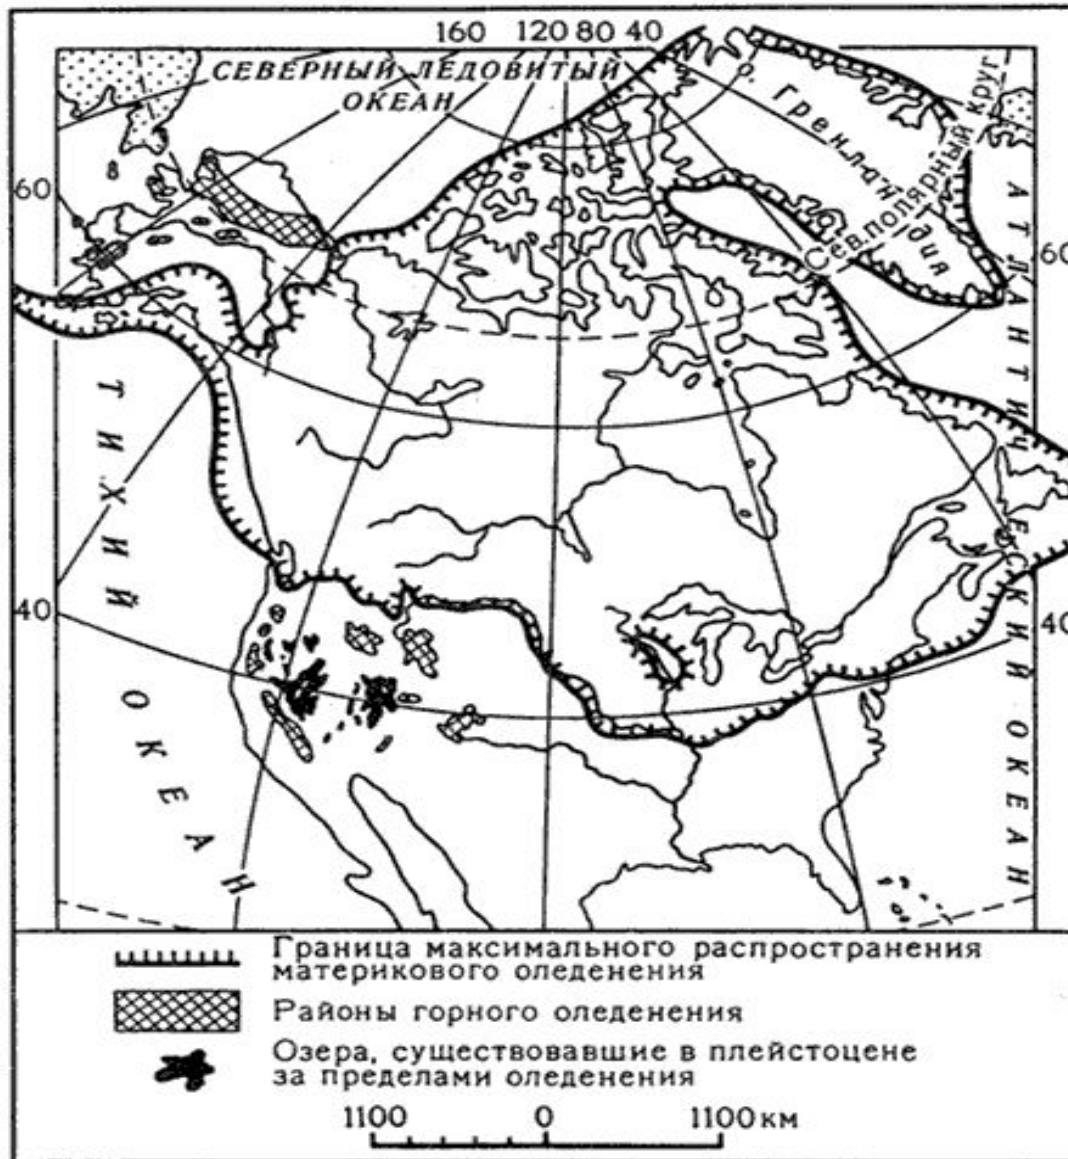 160 120 80 40
СЕВЕРНЫЙ ЛЕДОВИТЫЙ
ОКЕАН
о. Гренландия
Сев.полярный круг
60
60
АТЛАНТИЧЕСКИЙ ОКЕАН
ТИХИЙ ОКЕАН
40
40
Граница максимального распространения
материкового оледенения
Районы горного оледенения
Озера, существовавшие в плейстоцене
за пределами оледенения
1100 0 1100 км